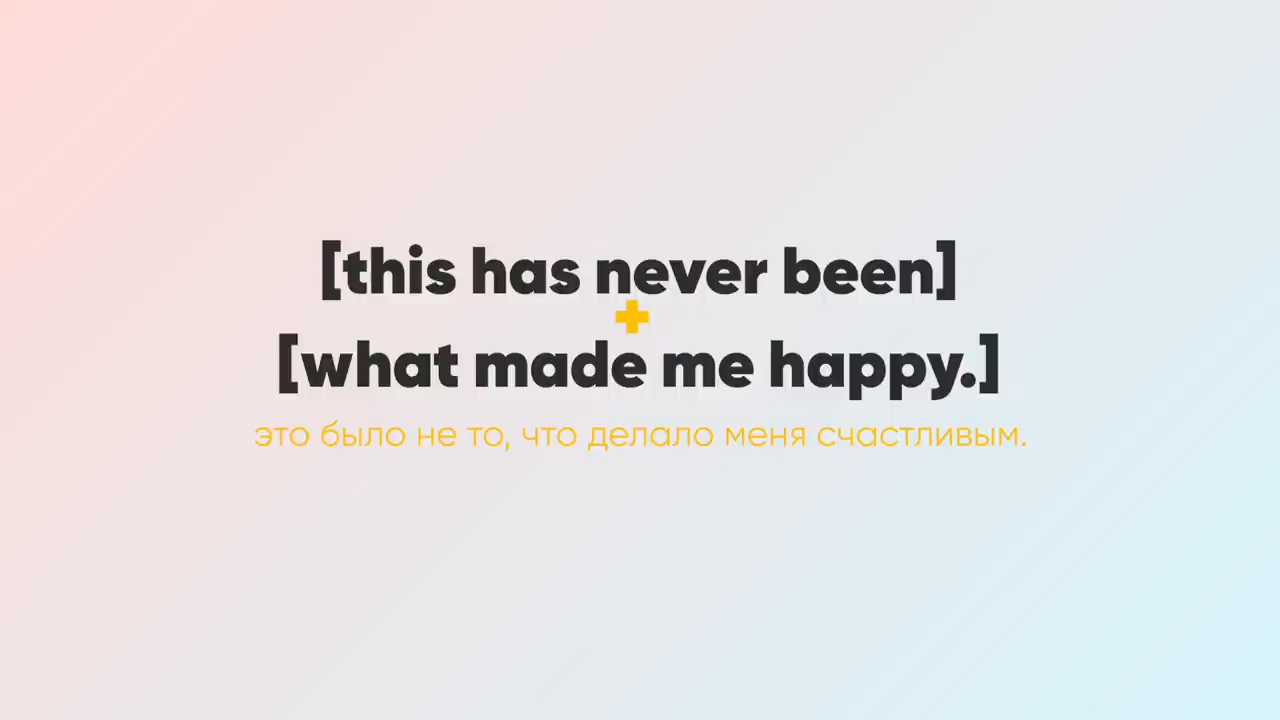 [this has never been]
+
[what made me happy.]
это было не то, что делало меня счастливым.